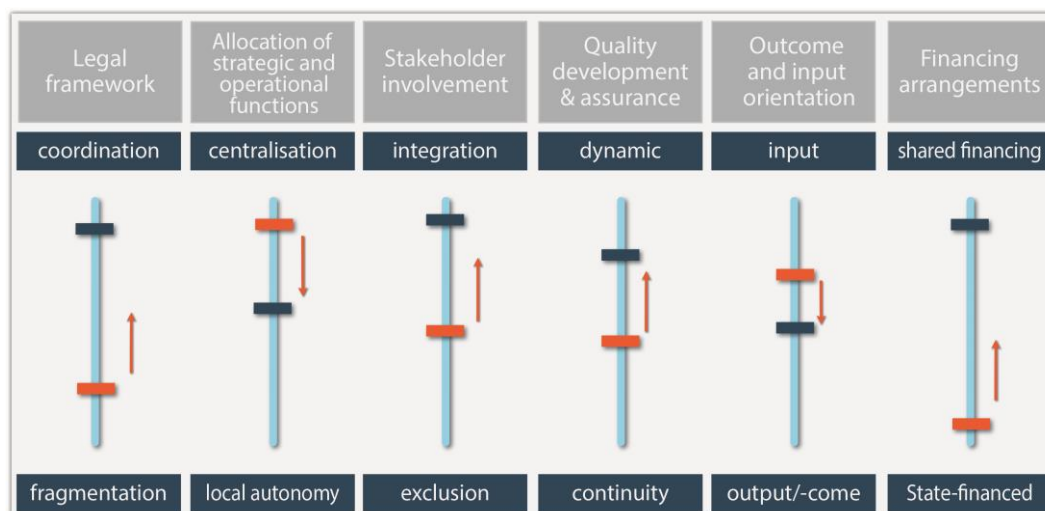 Legal
framework
Allocation of
strategic and
operational
functions
Stakeholder
involvement
Quality
development
& assurance
Outcome
and input
orientation
Financing
arrangements
coordination
centralisation
integration
dynamic
input
shared financing
fragmentation
local autonomy
exclusion
continuity
output/-come
State-financed